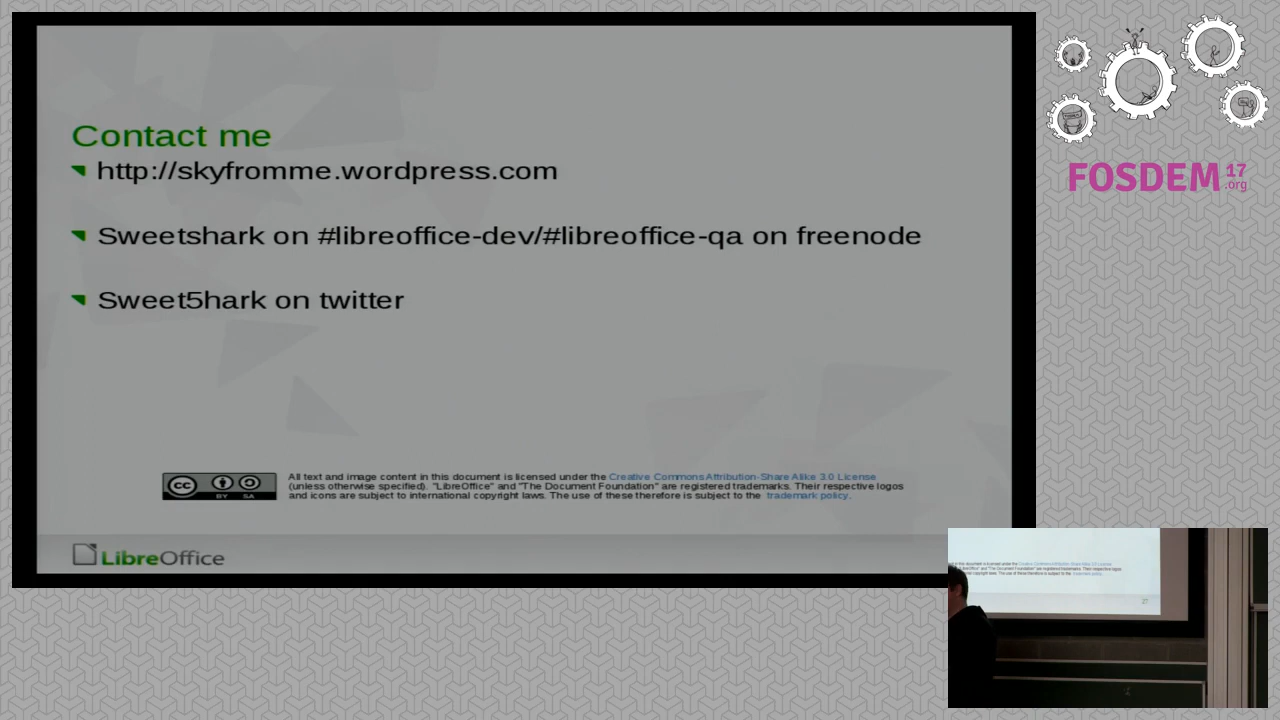 Contact me
http://skyfromme.wordpress.com
Sweetshark on #libreoffice-dev/#libreoffice-qa on freenode
Sweet5hark on twitter
All text and image content in this document is licensed under the Creative Commons Attribution-Share Alike 3.0 License
(unless otherwise specified). "LibreOffice" and "The Document Foundation" are registered trademarks. Their respective logos
and icons are subject to international copyright laws. The use of these therefore is subject to the trademark policy.
cc BY SA
LibreOffice
FOSDEM 17
.org